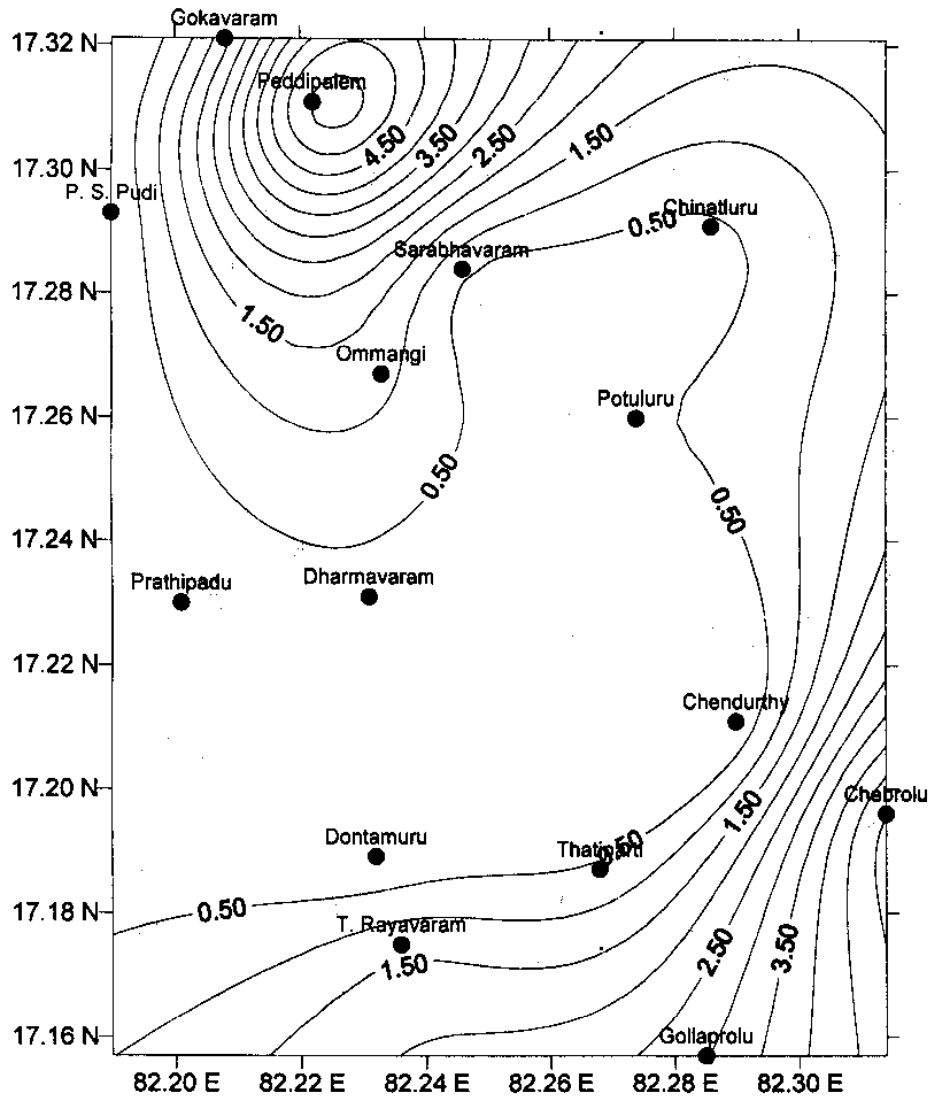 Gokavaram
17.32 N
Peddipalem
4.50
3.50
2.50
1.50
17.30 N
P. S. Pudi
Chinatluru
0.50
Sarabhavaram
17.28 N
1.50
Ommangi
Potuluru
17.26 N
0.50
0.50
17.24 N
Prathipadu
Dharmavaram
17.22 N
Chendurthy
17.20 N
Chebrolu
1.50
Dontamuru
Thatiparti
0.50
17.18 N
0.50
T. Rayavaram
1.50
2.50
3.50
17.16 N
Gollaprolu
82.20 E 82.22 E 82.24 E 82.26 E 82.28 E 82.30 E